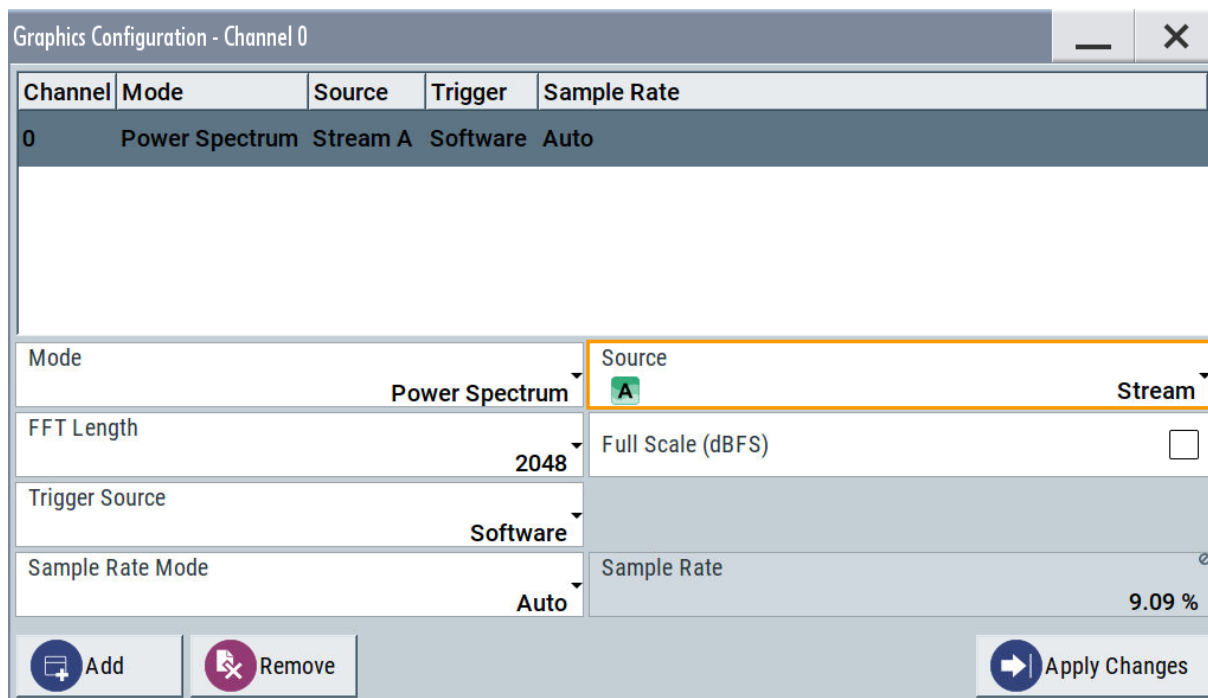 Graphics Configuration - Channel 0
Channel Mode Source Trigger Sample Rate
0 Power Spectrum Stream A Software Auto
Mode
Power Spectrum
Source
A Stream
FFT Length
2048
Full Scale (dBFS)
Trigger Source
Software
Sample Rate Mode
Auto
Sample Rate
9.09 %
Add Remove Apply Changes